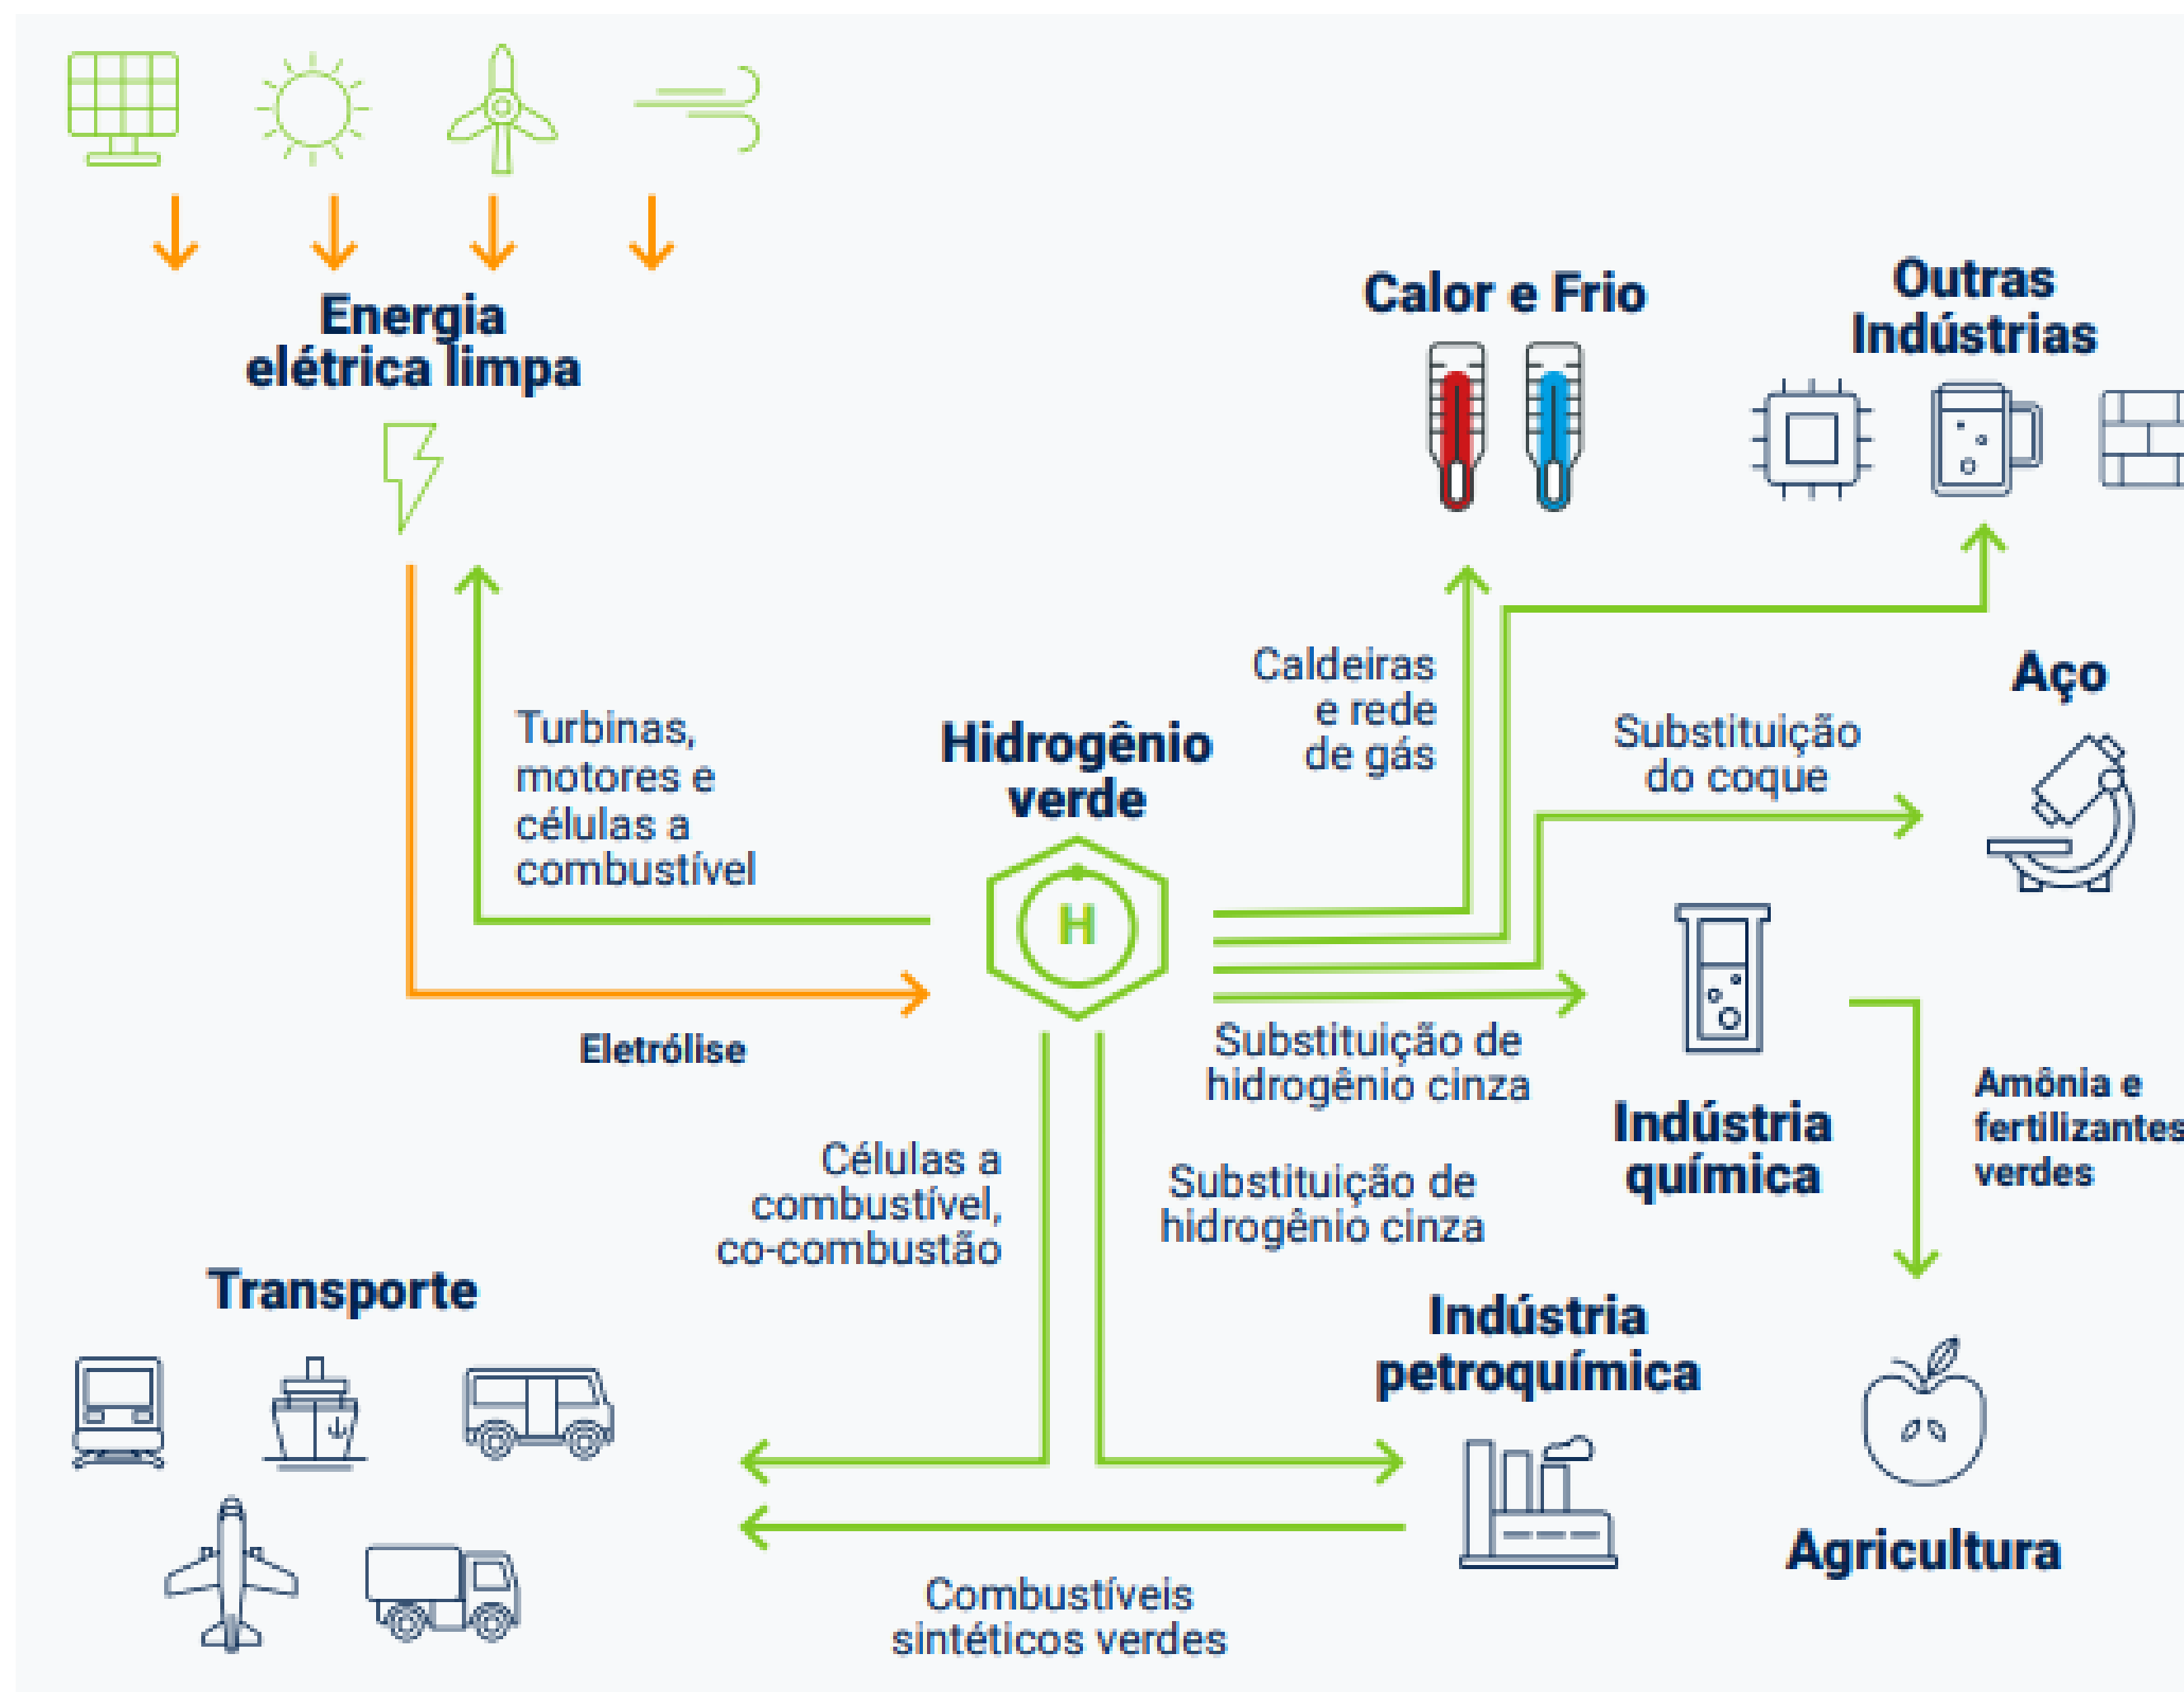 Energia
elétrica limpa
Calor e Frio
Outras
Indústrias
Turbinas,
motores e
células a
combustível
Hidrogênio
verde
H
Caldeiras
e rede
de gás
Aço
Substituição
do coque
Eletrólise
Substituição de
hidrogênio cinza
Indústria
química
Amônia e
fertilizantes
verdes
Células a
combustível,
co-combustão
Substituição de
hidrogênio cinza
Transporte
Indústria
petroquímica
Agricultura
Combustíveis
sintéticos verdes